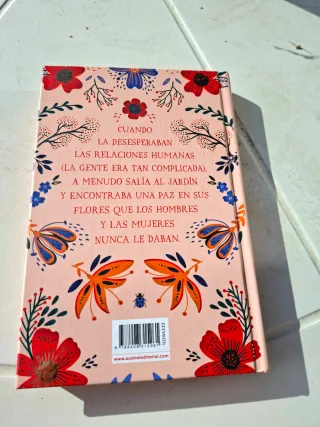 CUANDO
LA DESESPERABAN
LAS RELACIONES HUMANAS
(LA GENTE ERA TAN COMPLICADA),
A MENUDO SALÍA AL JARDÍN
Y ENCONTRABA UNA PAZ EN SUS
FLORES QUE LOS HOMBRES
Y LAS MUJERES
NUNCA LE DABAN.
www.australeditorial.com